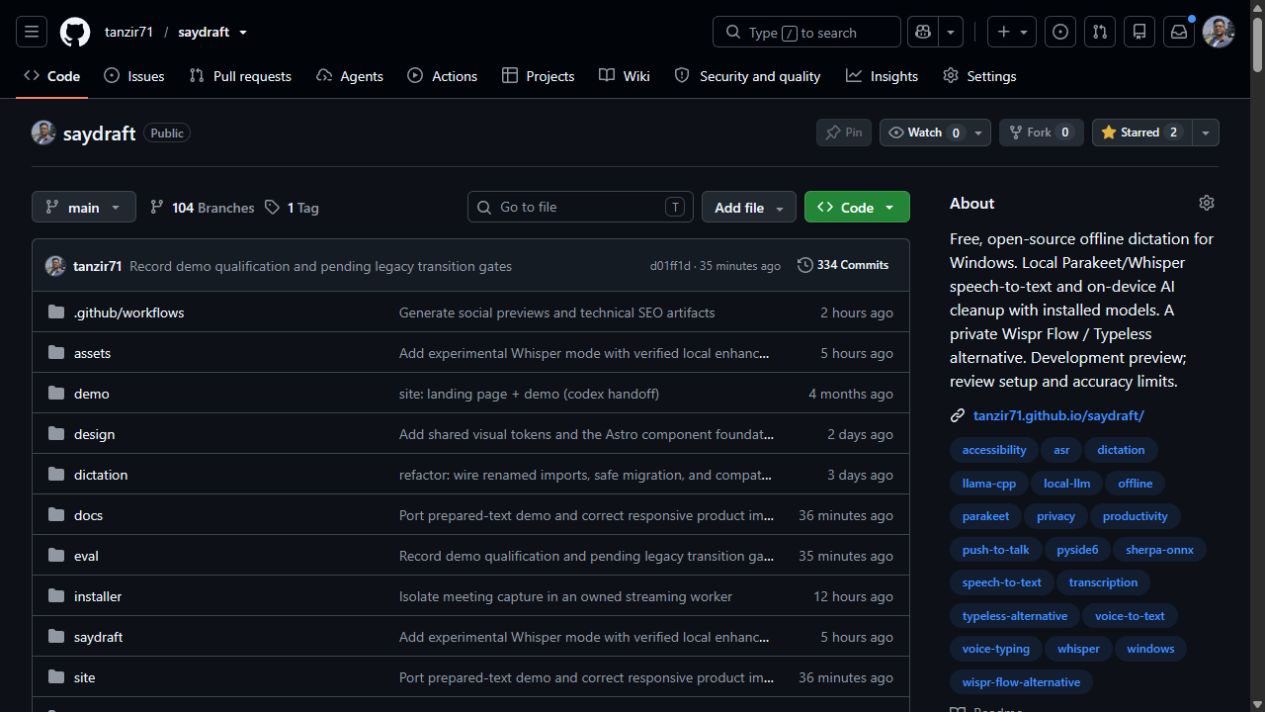 tanzir71 / saydraft
Type / to search
Code Issues Pull requests Agents Actions Projects Wiki Security and quality Insights Settings
saydraft Public
Pin Watch 0 Fork 0 Starred 2
main 104 Branches 1 Tag
Go to file T Add file Code
tanzir71 Record demo qualification and pending legacy transition gates d01ff1d · 35 minutes ago 334 Commits
.github/workflows Generate social previews and technical SEO artifacts 2 hours ago
assets Add experimental Whisper mode with verified local enhanc... 5 hours ago
demo site: landing page + demo (codex handoff) 4 months ago
design Add shared visual tokens and the Astro component foundat... 2 days ago
dictation refactor: wire renamed imports, safe migration, and compat... 3 days ago
docs Port prepared-text demo and correct responsive product im... 36 minutes ago
eval Record demo qualification and pending legacy transition ga... 35 minutes ago
installer Isolate meeting capture in an owned streaming worker 12 hours ago
saydraft Add experimental Whisper mode with verified local enhanc... 5 hours ago
site Port prepared-text demo and correct responsive product im... 36 minutes ago
About
Free, open-source offline dictation for
Windows. Local Parakeet/Whisper
speech-to-text and on-device AI
cleanup with installed models. A
private Wispr Flow / Typeless
alternative. Development preview;
review setup and accuracy limits.
tanzir71.github.io/saydraft/
accessibility asr dictation
llama-cpp local-llm offline
parakeet privacy productivity
push-to-talk pyside6 sherpa-onnx
speech-to-text transcription
typeless-alternative voice-to-text
voice-typing whisper windows
wispr-flow-alternative
Readme